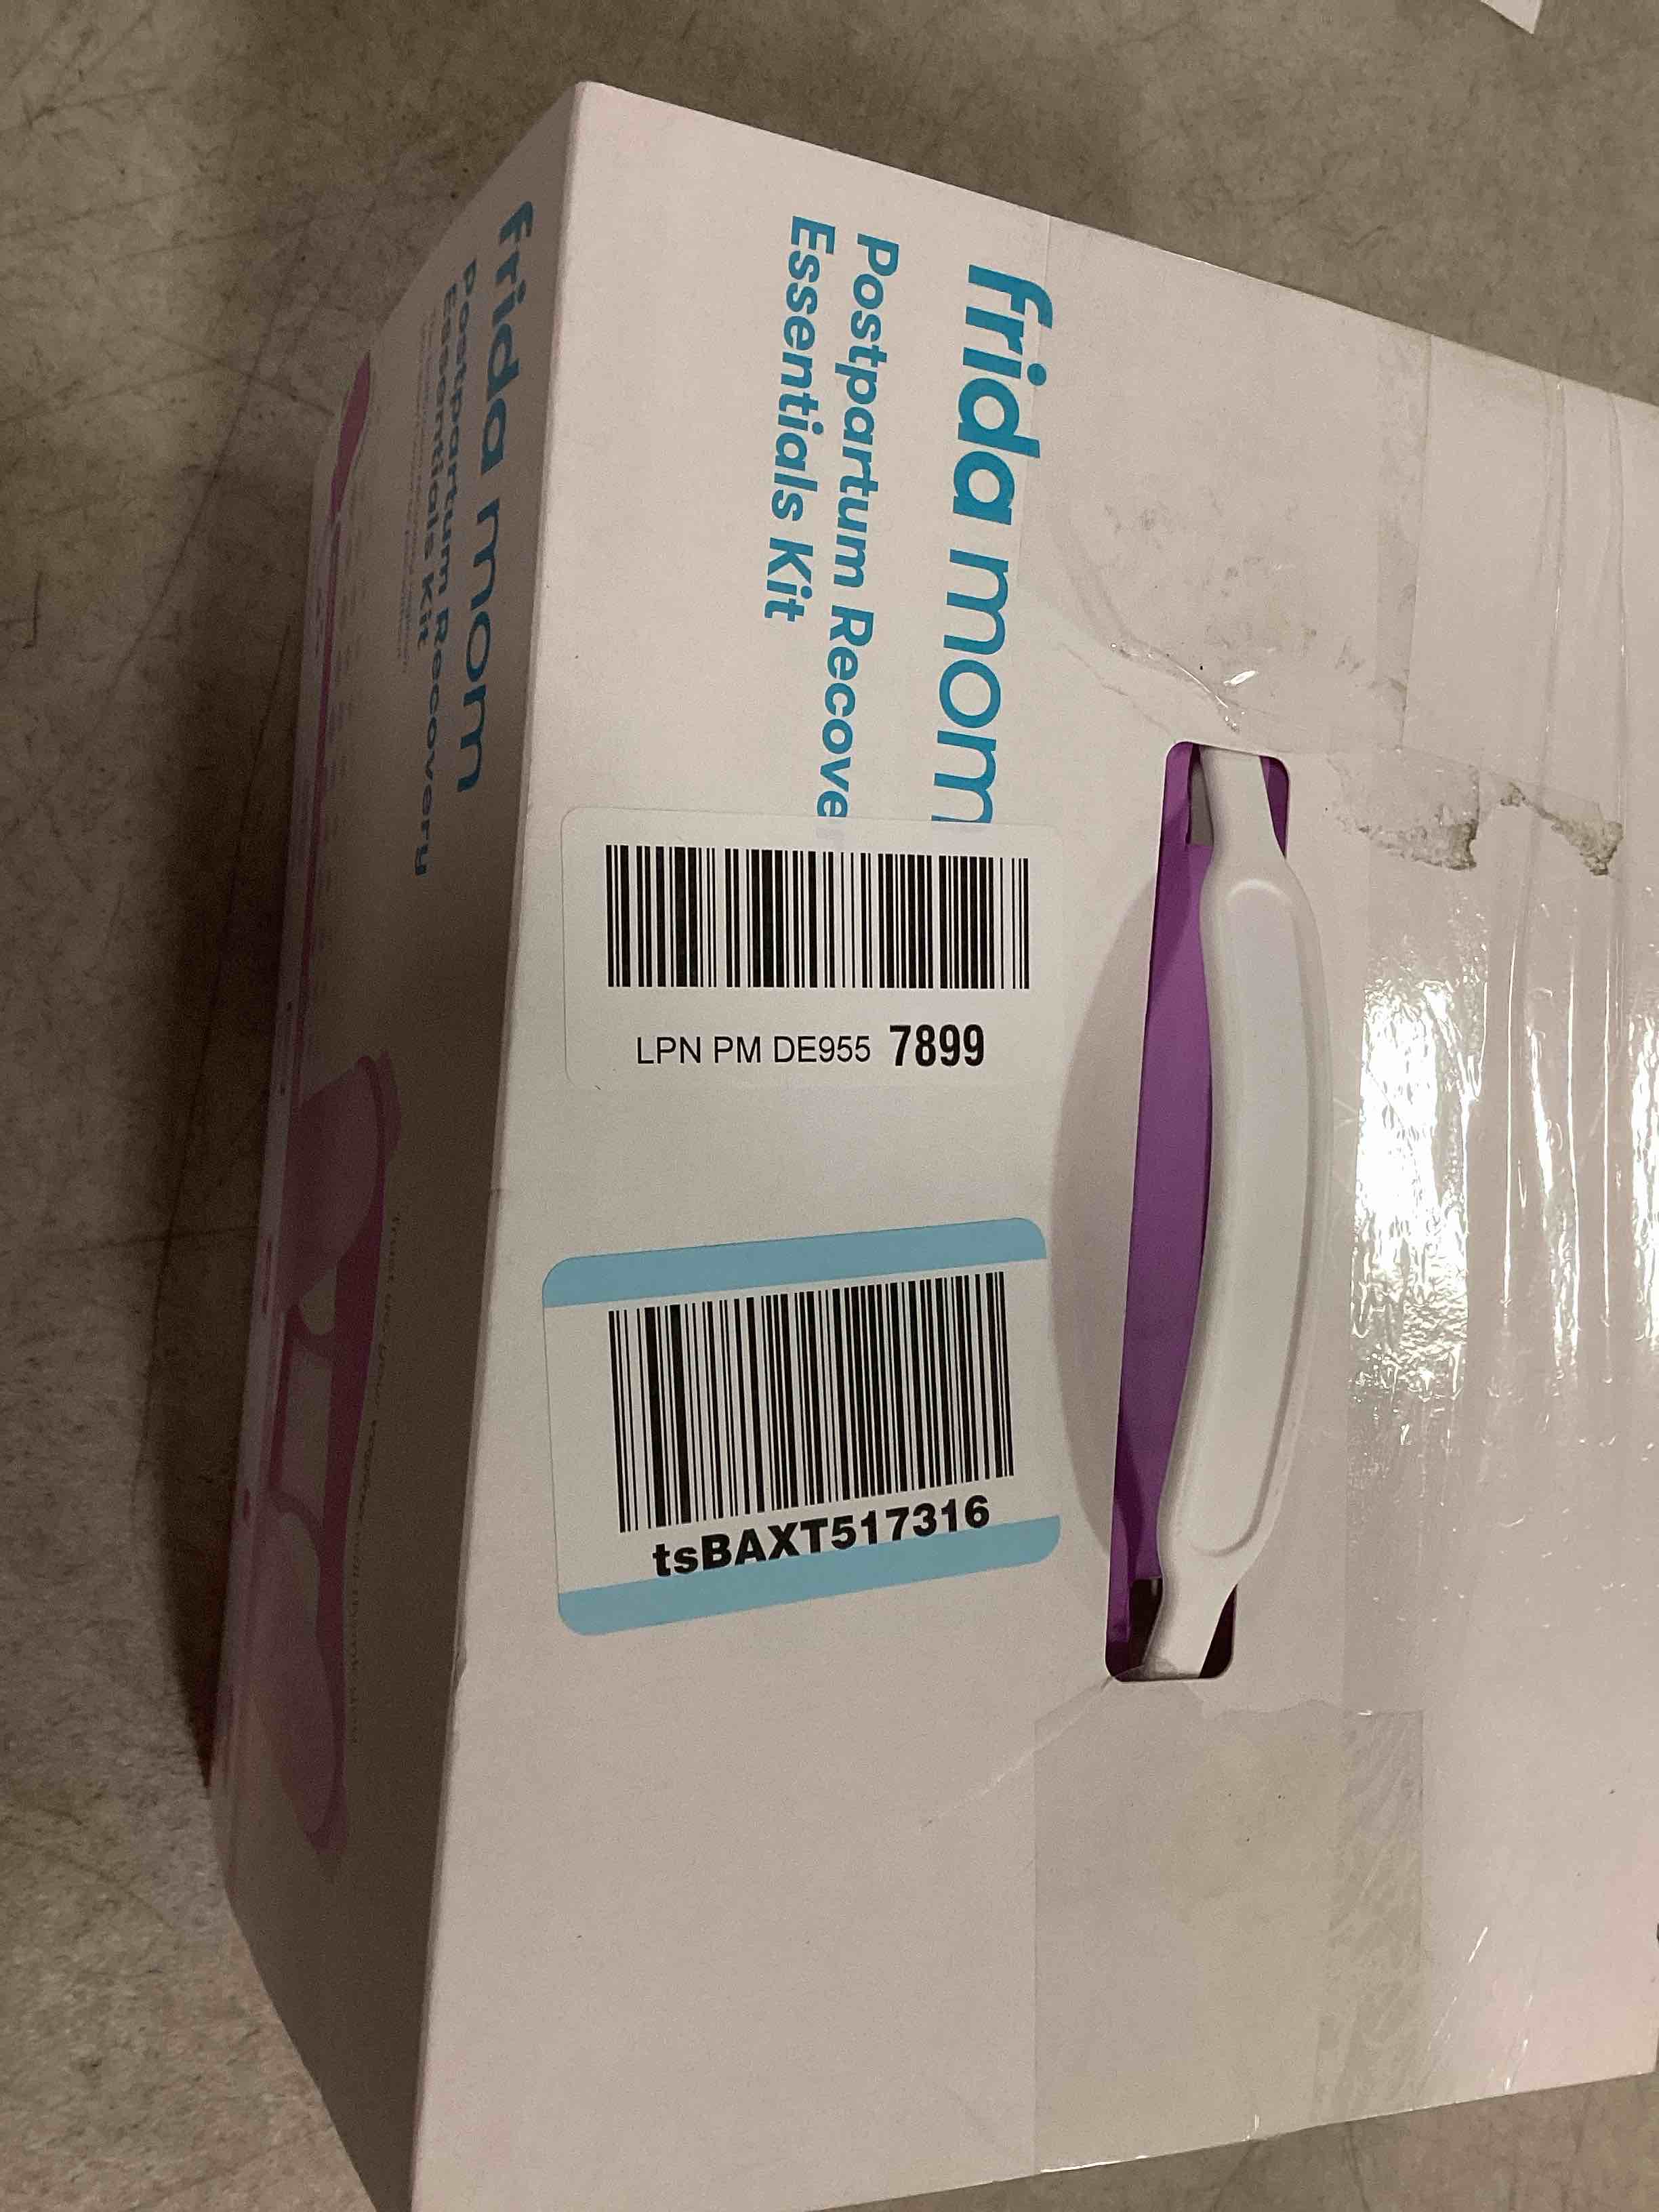 frida mom
Postpartum Recove
Essentials Kit
frida mom
Postpartum Recovery
Essentials Kit
LPN PM DE955 7899
tsBAXT517316